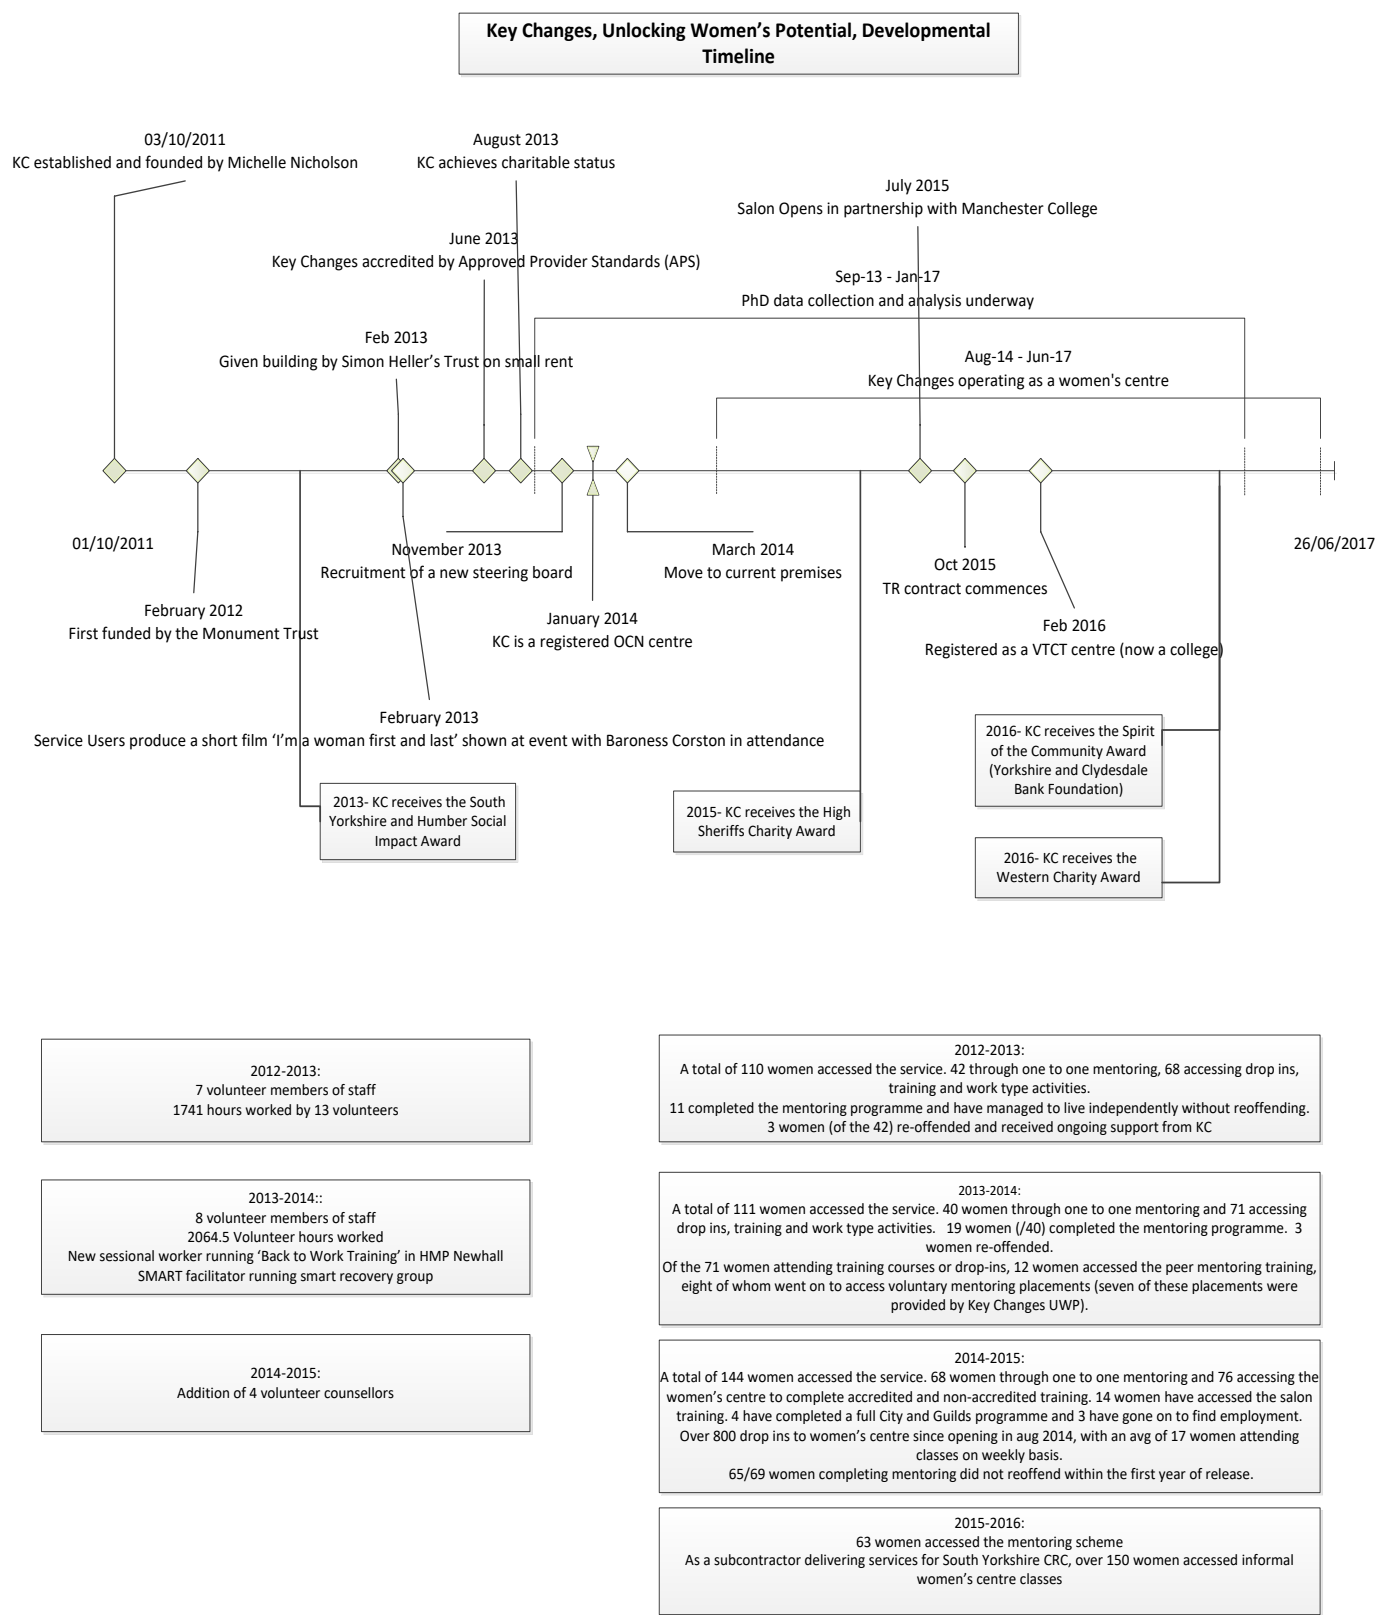 Key Changes, Unlocking Women's Potential, Developmental
Timeline
03/10/2011
KC established and founded by Michelle Nicholson
August 2013
KC achieves charitable status
July 2015
Salon Opens in partnership with Manchester College
June 2013
Key Changes accredited by Approved Provider Standards (APS)
Sep-13 - Jan-17
PhD data collection and analysis underway
Feb 2013
Given building by Simon Heller's Trust on small rent
Aug-14 - Jun-17
Key Changes operating as a women's centre
01/10/2011
26/06/2017
November 2013
Recruitment of a new steering board
March 2014
Move to current premises
Oct 2015
TR contract commences
February 2012
First funded by the Monument Trust
January 2014
KC is a registered OCN centre
Feb 2016
Registered as a VTCT centre (now a college)
February 2013
Service Users produce a short film 'I'm a woman first and last' shown at event with Baroness Corston in attendance
2016- KC receives the Spirit
of the Community Award
(Yorkshire and Clydesdale
Bank Foundation)
2013- KC receives the South
Yorkshire and Humber Social
Impact Award
2015- KC receives the High
Sheriffs Charity Award
2016- KC receives the
Western Charity Award
2012-2013:
7 volunteer members of staff
1741 hours worked by 13 volunteers
2013-2014::
8 volunteer members of staff
2064.5 Volunteer hours worked
New sessional worker running 'Back to Work Training' in HMP Newhall
SMART facilitator running smart recovery group
2014-2015:
Addition of 4 volunteer counsellors
2012-2013:
A total of 110 women accessed the service. 42 through one to one mentoring, 68 accessing drop ins,
training and work type activities.
11 completed the mentoring programme and have managed to live independently without reoffending.
3 women (of the 42) re-offended and received ongoing support from KC
2013-2014:
A total of 111 women accessed the service. 40 women through one to one mentoring and 71 accessing
drop ins, training and work type activities. 19 women (/40) completed the mentoring programme. 3
women re-offended.
Of the 71 women attending training courses or drop-ins, 12 women accessed the peer mentoring training,
eight of whom went on to access voluntary mentoring placements (seven of these placements were
provided by Key Changes UWP).
2014-2015:
A total of 144 women accessed the service. 68 women through one to one mentoring and 76 accessing the
women's centre to complete accredited and non-accredited training. 14 women have accessed the salon
training. 4 have completed a full City and Guilds programme and 3 have gone on to find employment.
Over 800 drop ins to women's centre since opening in aug 2014, with an avg of 17 women attending
classes on weekly basis.
65/69 women completing mentoring did not reoffend within the first year of release.
2015-2016:
63 women accessed the mentoring scheme
As a subcontractor delivering services for South Yorkshire CRC, over 150 women accessed informal
women's centre classes